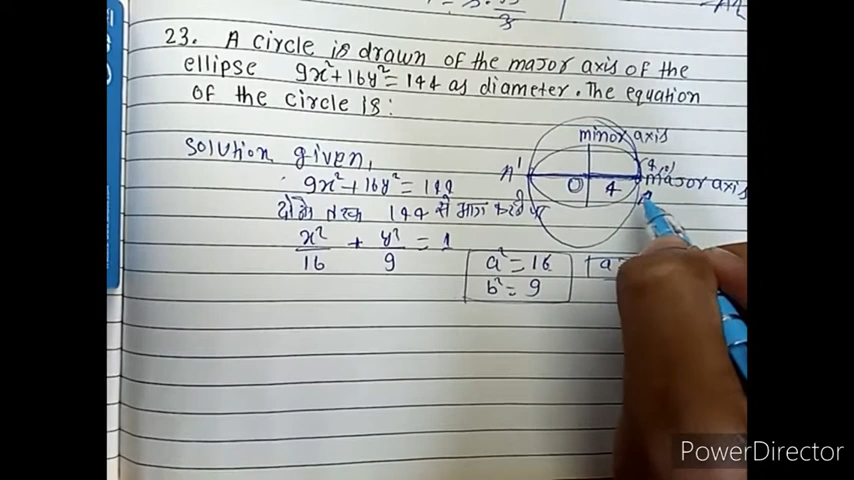 23. A circle is drawn of the major axis of the
ellipse 9x²+16y²=144 as diameter. The equation
of the circle is:
solution given,
9x²+16y²=144
दोनो तरफ 144 से भाग करने पर
x²/16 + y²/9 = 1
a²=16
b²=9
a
minor axis
A'
(4,0)
major axis
O
4
A
PowerDirector